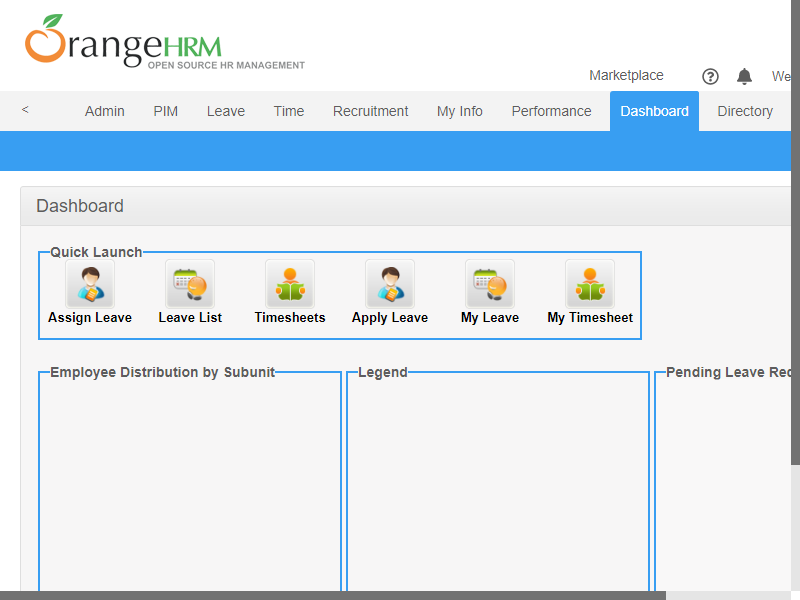 OrangeHRM
OPEN SOURCE HR MANAGEMENT
Marketplace ? We
< Admin PIM Leave Time Recruitment My Info Performance Dashboard Directory
Dashboard
Quick Launch
Assign Leave Leave List Timesheets Apply Leave My Leave My Timesheet
Employee Distribution by Subunit Legend Pending Leave Req